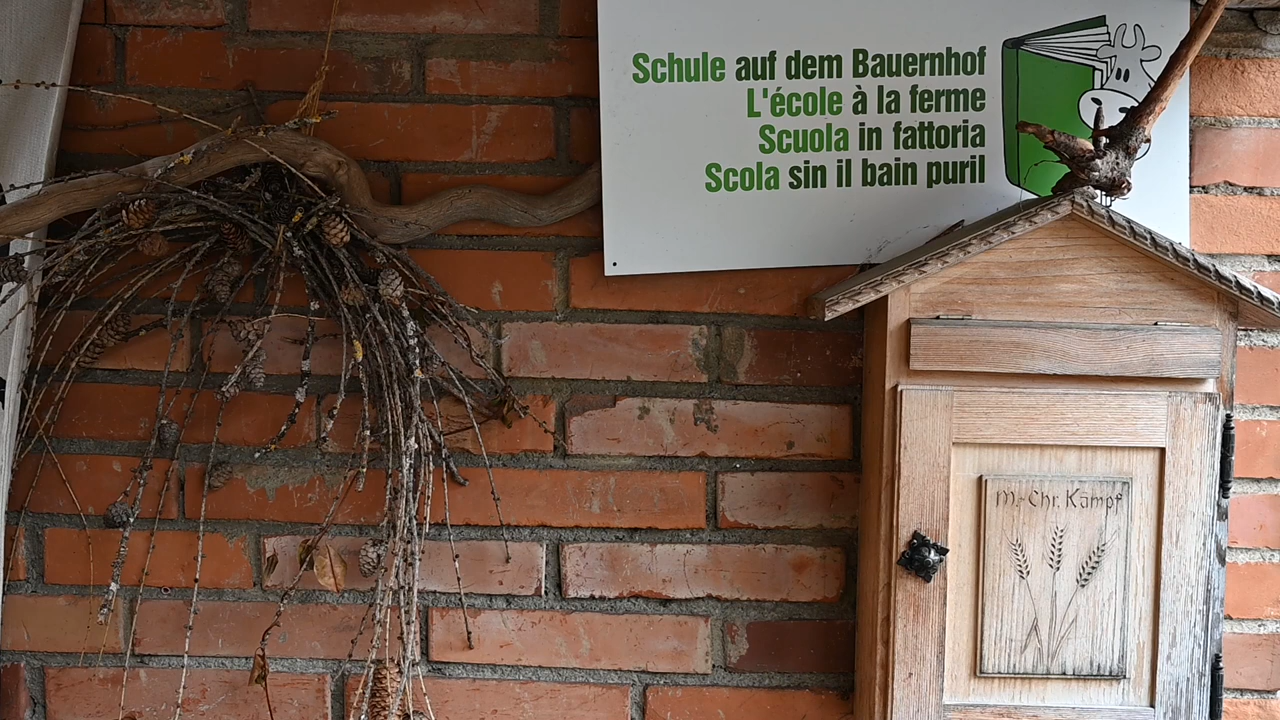 Schule auf dem Bauernhof
L'école à la ferme
Scuola in fattoria
Scola sin il bain puril
M.+Chr. Kämpf